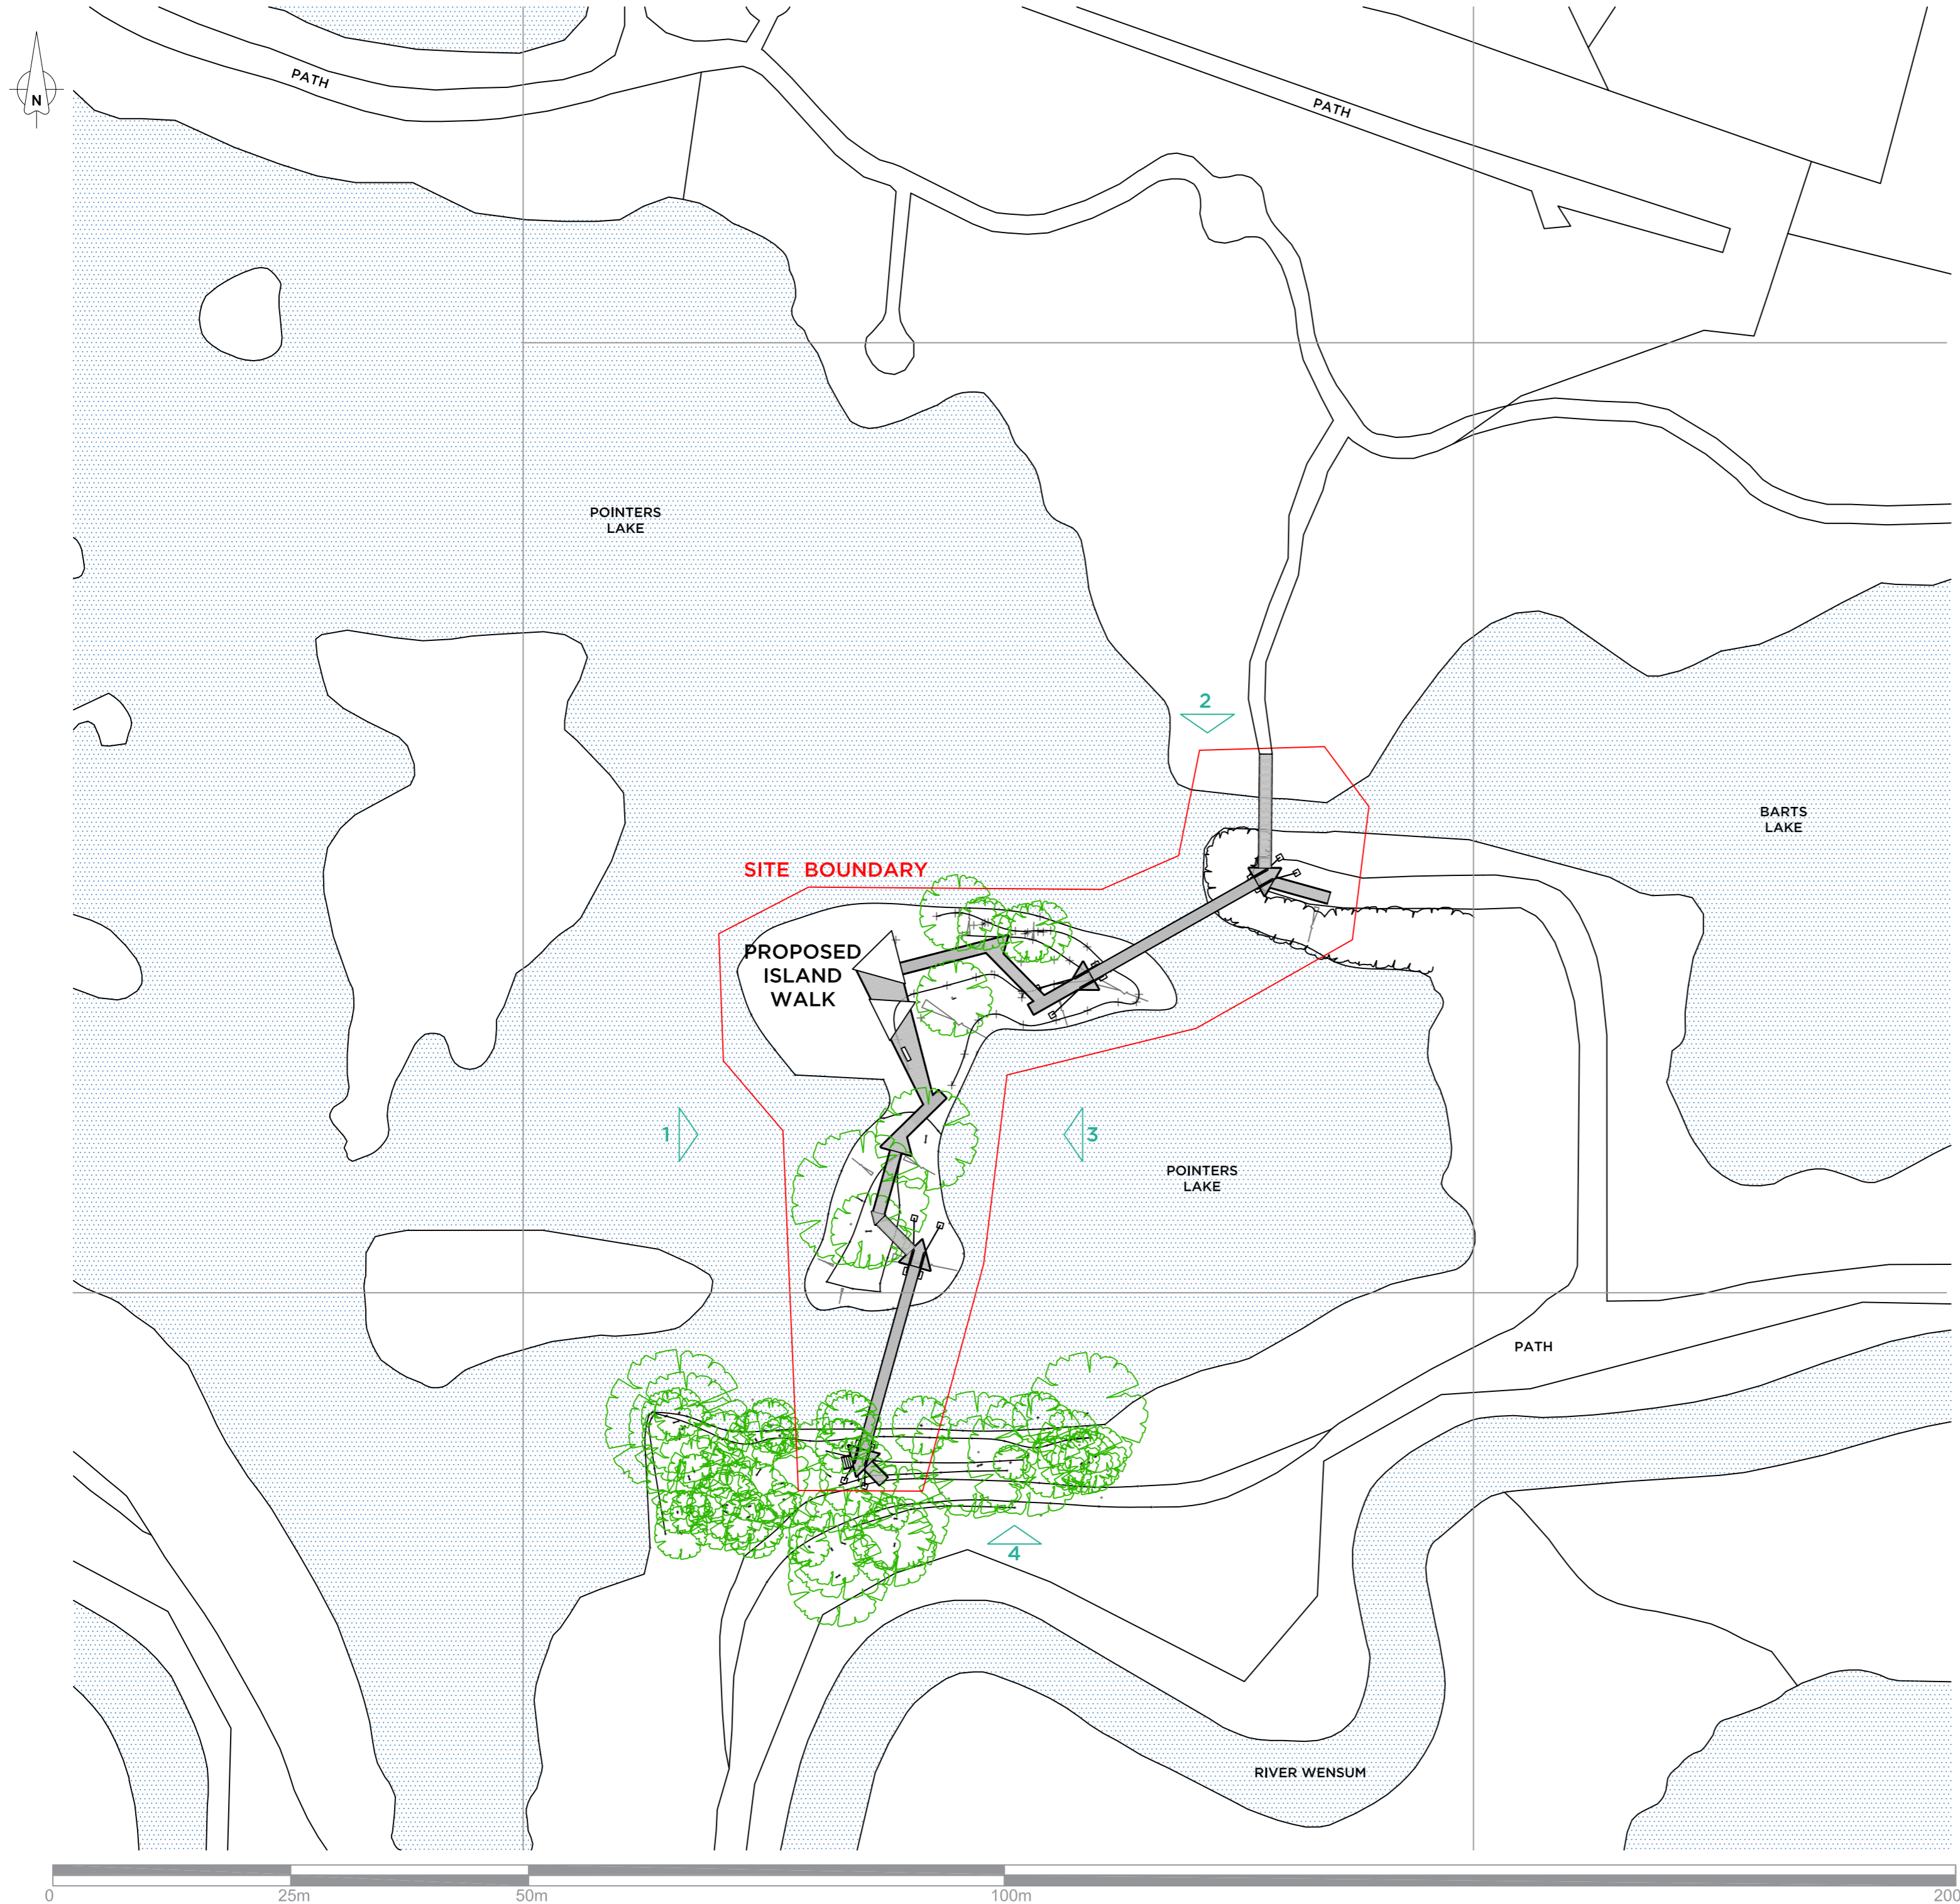 PATH
PATH
N
POINTERS
LAKE
2
BARTS
LAKE
SITE BOUNDARY
PROPOSED
ISLAND
WALK
1
3
POINTERS
LAKE
PATH
4
RIVER WENSUM
0
25m
50m
100m
200